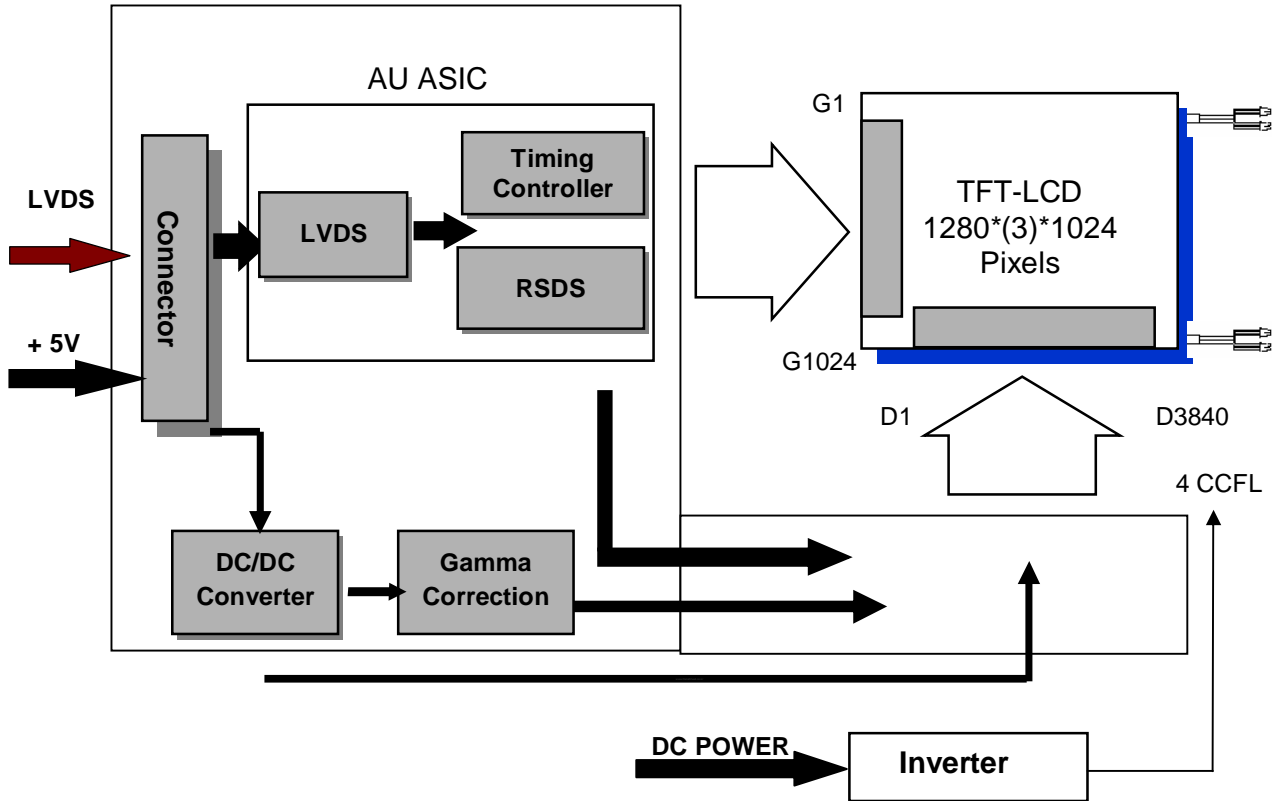 AU ASIC
G1
Timing
Controller
TFT-LCD
1280*(3)*1024
Pixels
LVDS
Connector
LVDS
RSDS
+ 5V
G1024
D1
D3840
4 CCFL
DC/DC
Converter
Gamma
Correction
DC POWER
Inverter